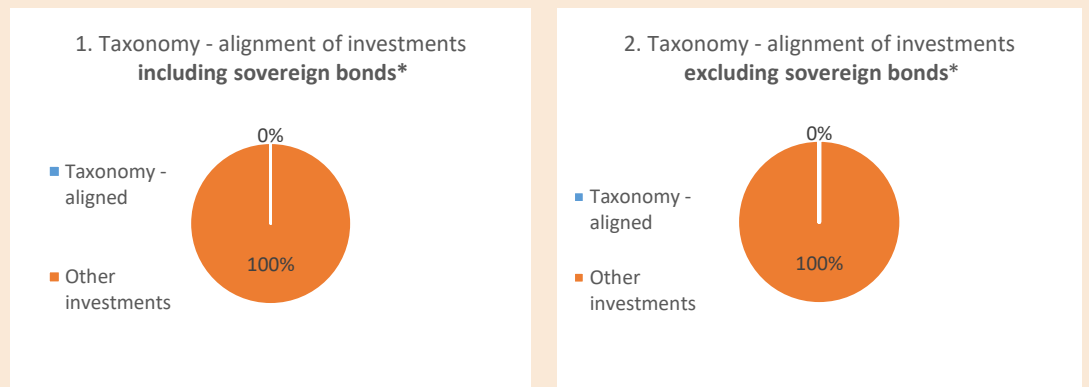 1. Taxonomy - alignment of investments
including sovereign bonds*
0%
Taxonomy -
aligned
100%
Other
investments
2. Taxonomy - alignment of investments
excluding sovereign bonds*
0%
Taxonomy -
aligned
100%
Other
investments